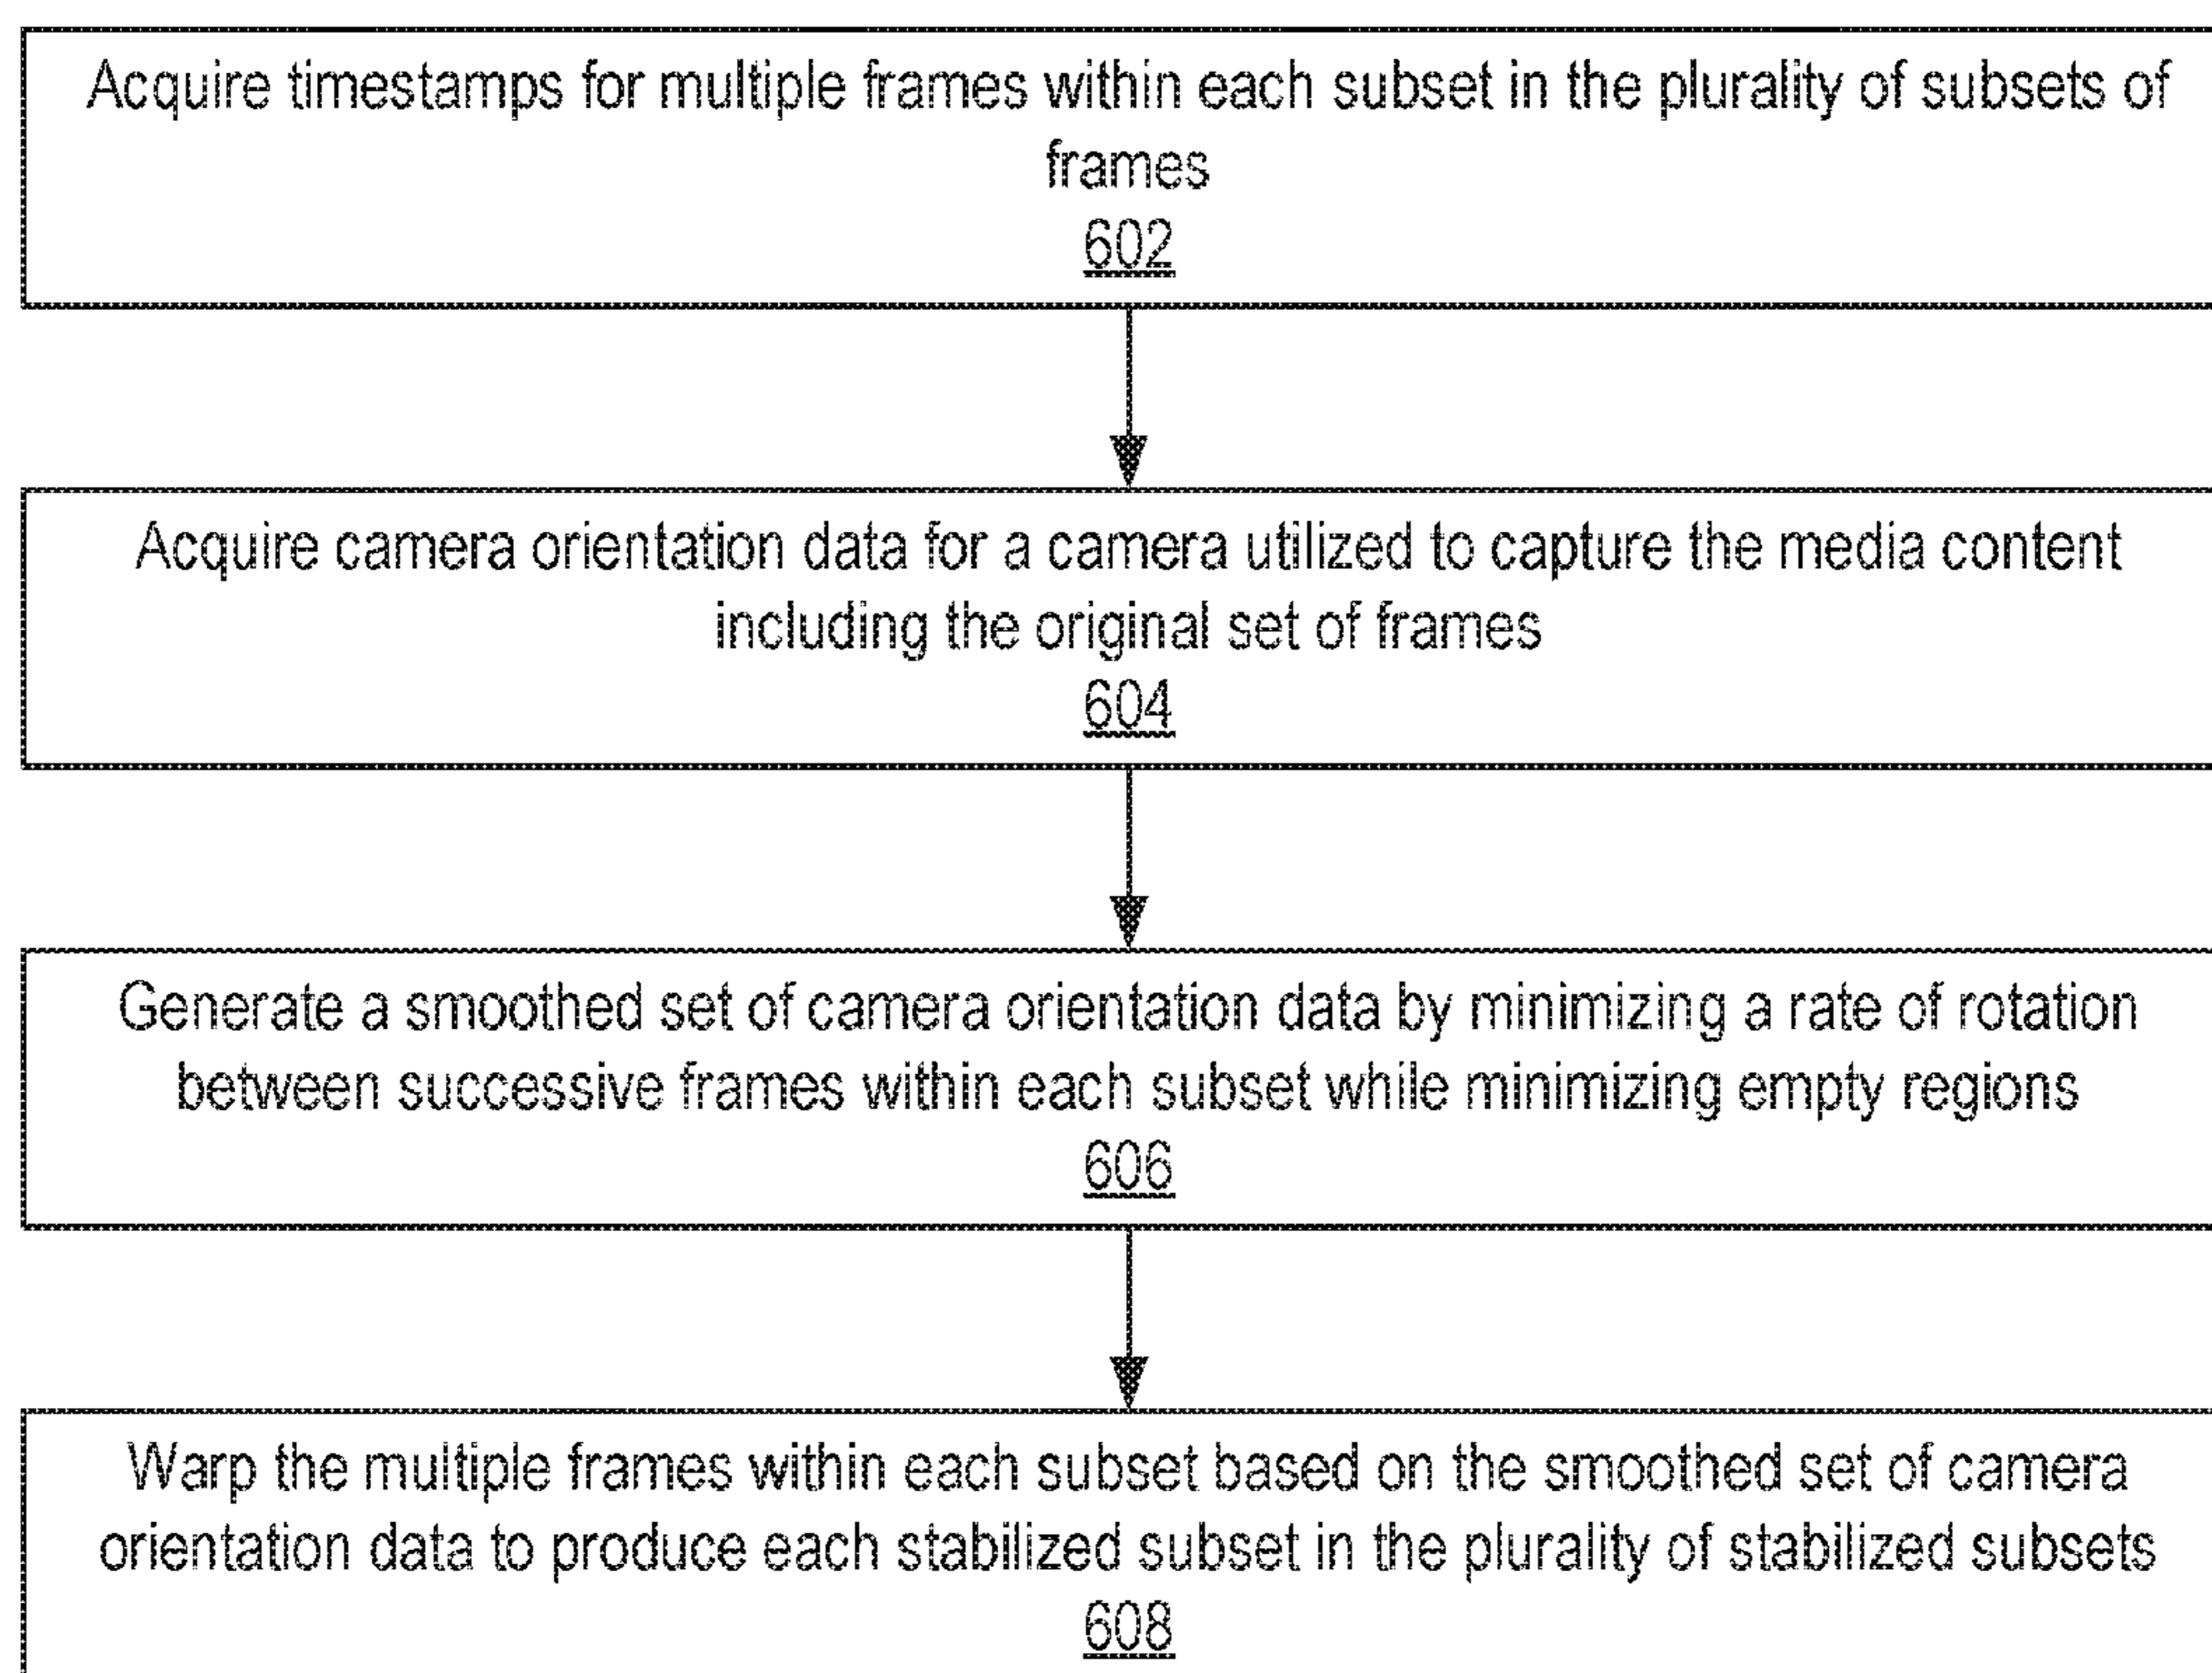 Acquire timestamps for multiple frames within each subset in the plurality of subsets of
frames
602
Acquire camera orientation data for a camera utilized to capture the media content
including the original set of frames
604
Generate a smoothed set of camera orientation data by minimizing a rate of rotation
between successive frames within each subset while minimizing empty regions
606
Warp the multiple frames within each subset based on the smoothed set of camera
orientation data to produce each stabilized subset in the plurality of stabilized subsets
608